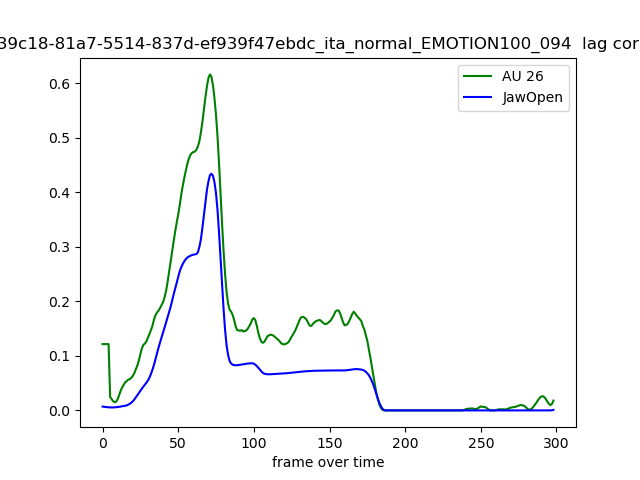 39c18-81a7-5514-837d-ef939f47ebdc_ita_normal_EMOTION100_094 lag cor
AU 26
JawOpen
0.6
0.5
0.4
0.3
0.2
0.1
0.0
0 50 100 150 200 250 300
frame over time